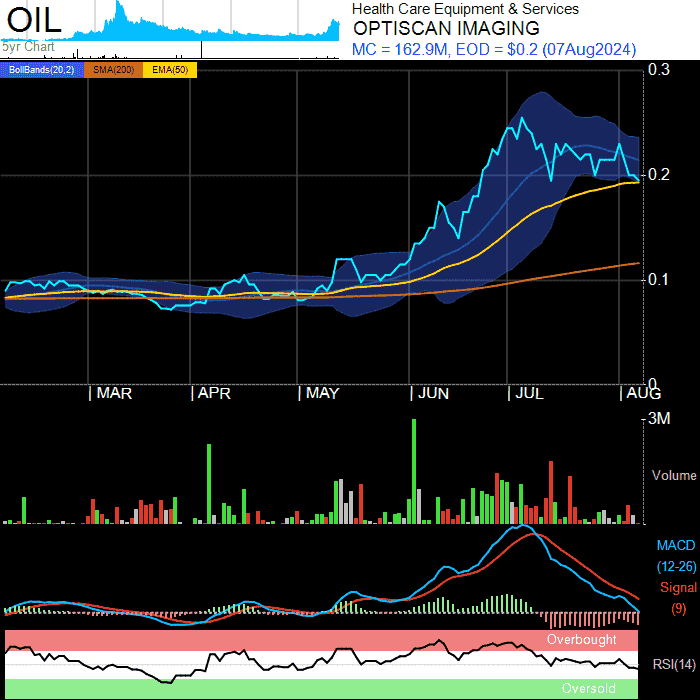 OIL
5yr Chart
Health Care Equipment & Services
OPTISCAN IMAGING
MC = 162.9M, EOD = $0.2 (07Aug2024)
BollBands(20,2) SMA(200) EMA(50)
0.3
0.2
0.1
0
| MAR | APR | MAY | JUN | JUL | AUG
3M
Volume
MACD
(12-26)
Signal
(9)
Overbought
RSI(14)
Oversold